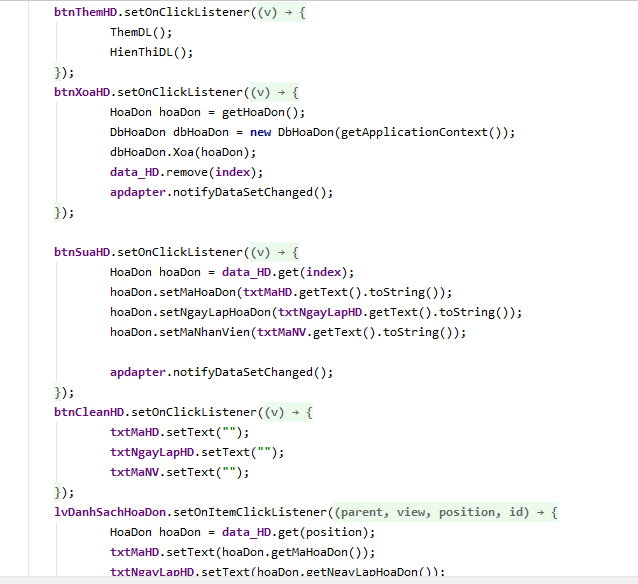 btnThemHD.setOnClickListener((v) → {
ThemDL();
HienThiDL();
});
btnXoaHD.setOnClickListener((v) → {
HoaDon hoaDon = getHoaDon();
DbHoaDon dbHoaDon = new DbHoaDon(getApplicationContext());
dbHoaDon.Xoa(hoaDon);
data_HD.remove(index);
apdapter.notifyDataSetChanged();
});
btnSuaHD.setOnClickListener((v) → {
HoaDon hoaDon = data_HD.get(index);
hoaDon.setMaHoaDon(txtMaHD.getText().toString());
hoaDon.setNgayLapHoaDon(txtNgayLapHD.getText().toString());
hoaDon.setMaNhanVien(txtMaNV.getText().toString());
apdapter.notifyDataSetChanged();
});
btnCleanHD.setOnClickListener((v) → {
txtMaHD.setText("");
txtNgayLapHD.setText("");
txtMaNV.setText("");
});
lvDanhSachHoaDon.setOnItemClickListener((parent, view, position, id) → {
HoaDon hoaDon = data_HD.get(position);
txtMaHD.setText(hoaDon.getMaHoaDon());
txtNgayLapHD.setText(hoaDon.getNgayLapHoaDon());